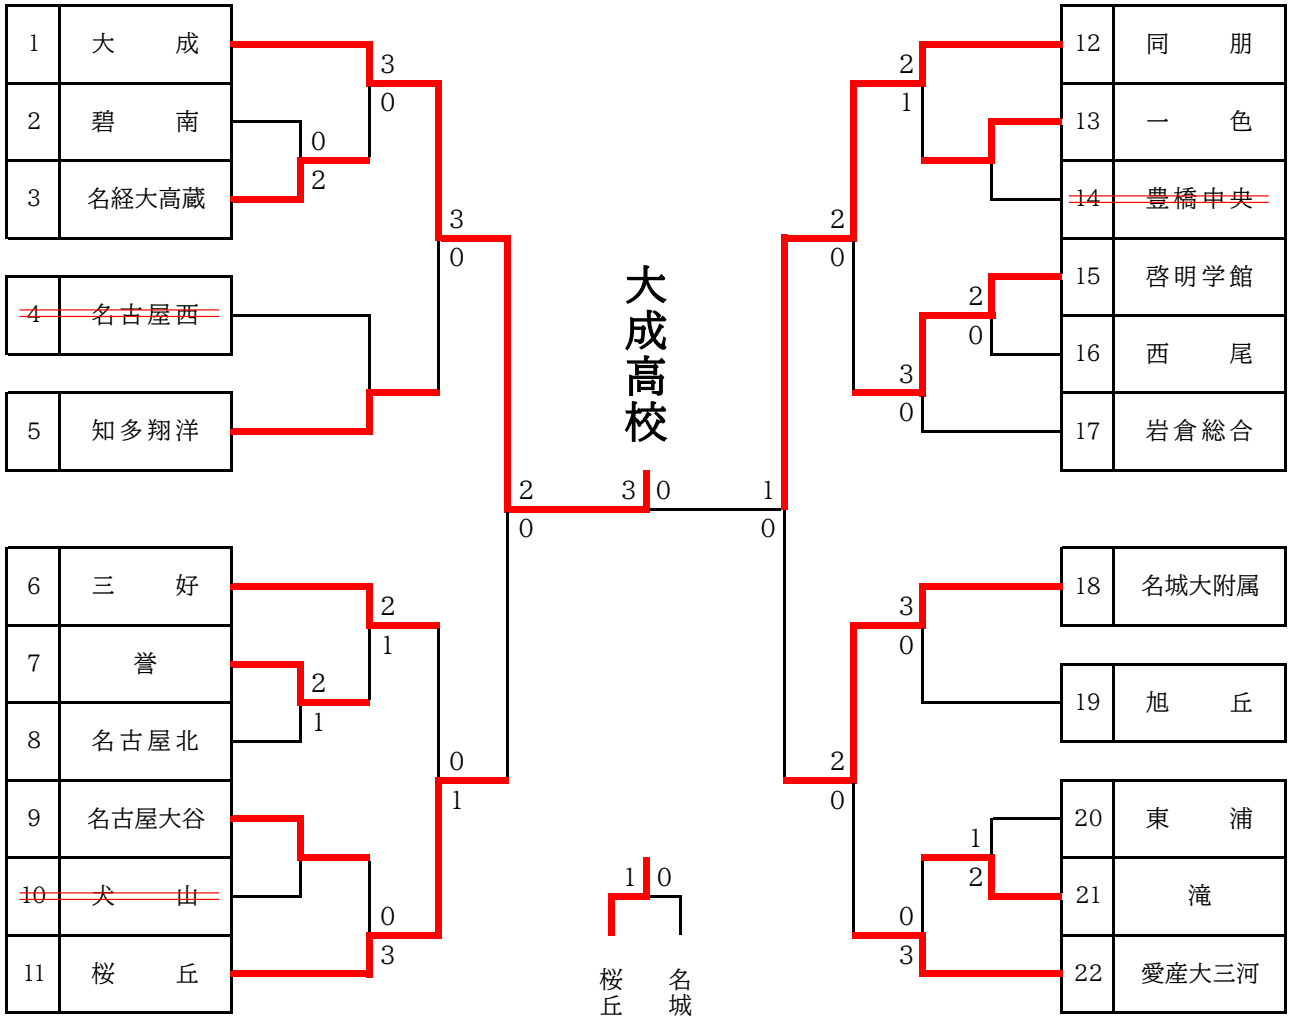 1 大成
2 碧南
3 名経大高蔵
4 名古屋西
5 知多翔洋
6 三好
7 誉
8 名古屋北
9 名古屋大谷
10 犬山
11 桜丘
3
0
0
2
3
0
2
0
2
1
2
1
0
1
0
3
大成高校
3 0
1 0
桜丘
名城
1
0
2
1
2
0
2
0
3
0
3
0
2
0
1
2
0
3
12 同朋
13 一色
14 豊橋中央
15 啓明学館
16 西尾
17 岩倉総合
18 名城大附属
19 旭丘
20 東浦
21 滝
22 愛産大三河